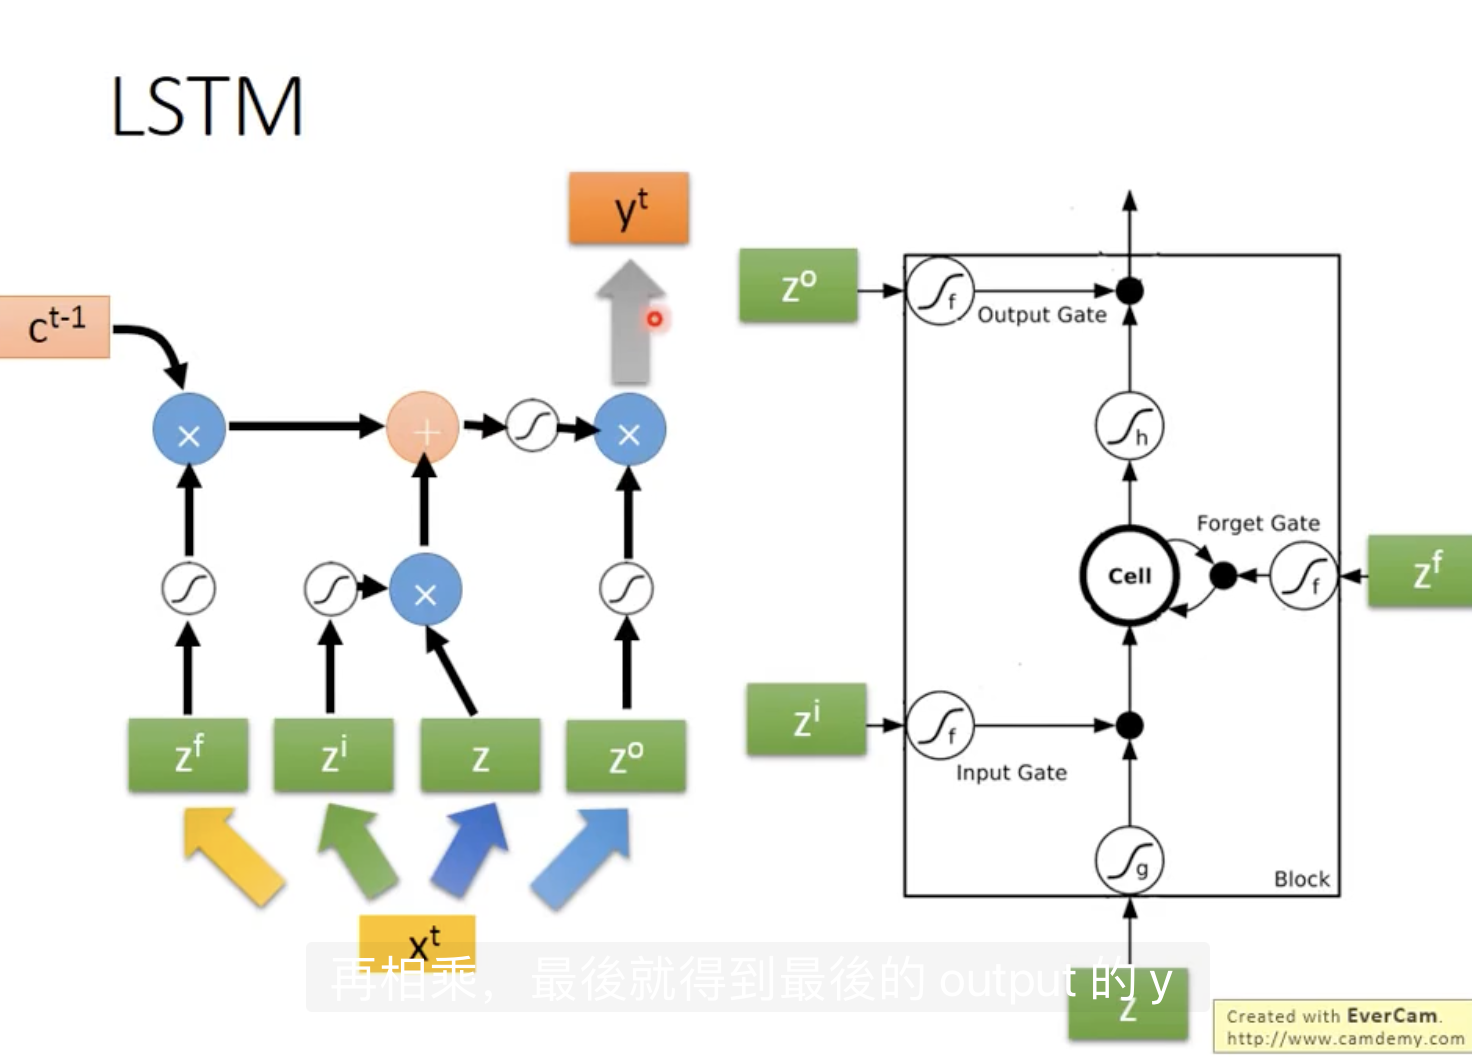 LSTM
y^t
c^t-1
×
+
×
×
z^f
z^i
z
z^o
x^t
z^o
f
Output Gate
h
Forget Gate
Cell
f
z^f
z^i
f
Input Gate
g
Block
z
再相乘，最後就得到最後的 output 的 y
Created with EverCam.
http://www.camdemy.com